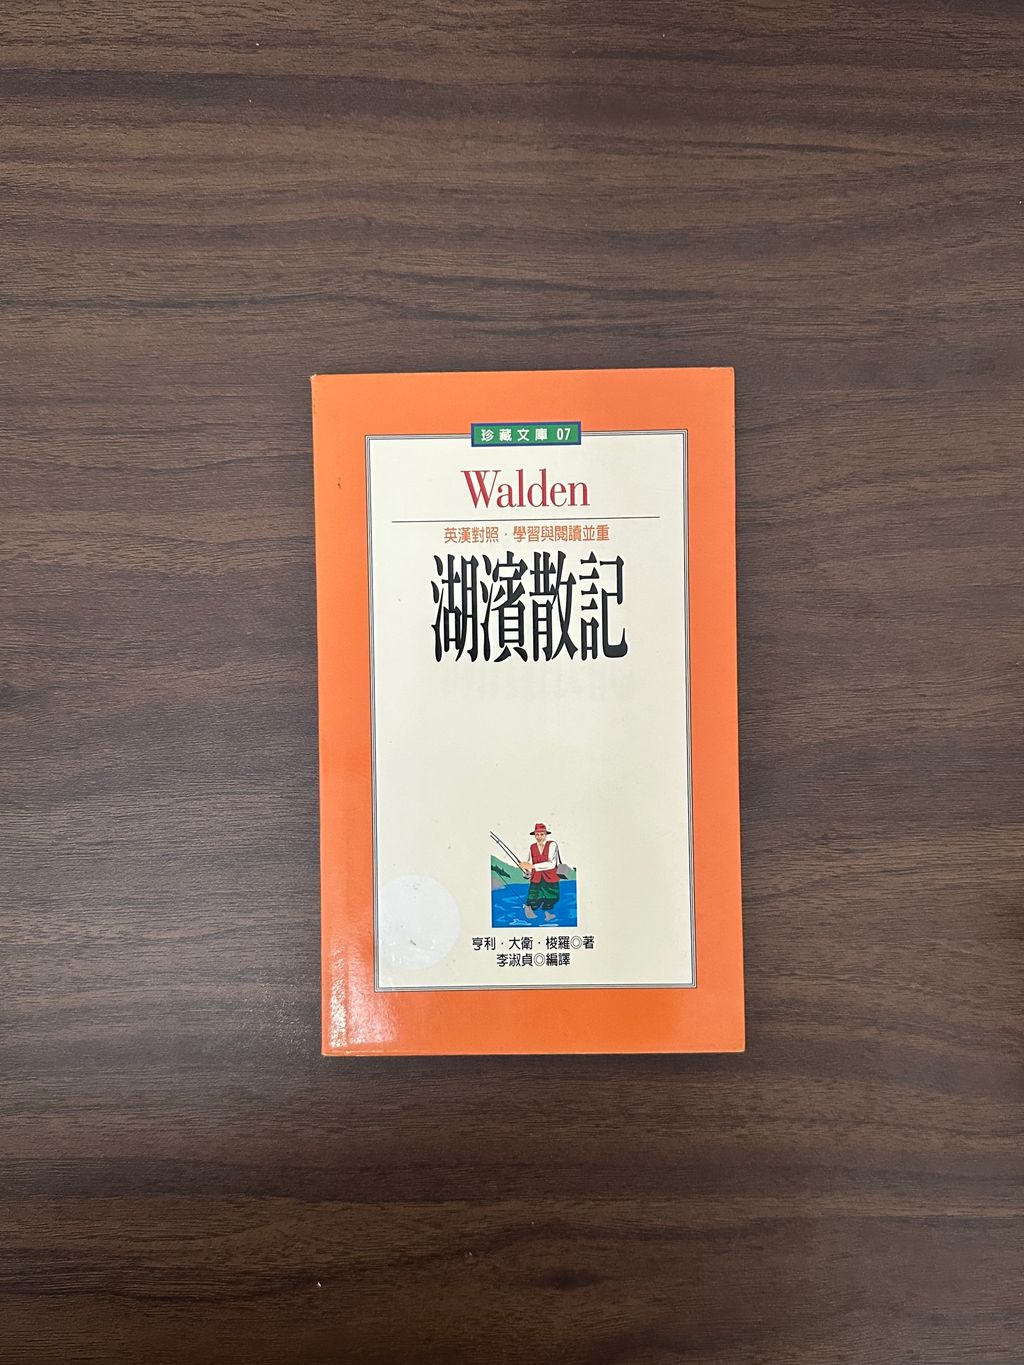 珍藏文庫 07
Walden
英漢對照·學習與閱讀並重
湖濱散記
亨利·大衛·梭羅◎著
李淑貞◎編譯